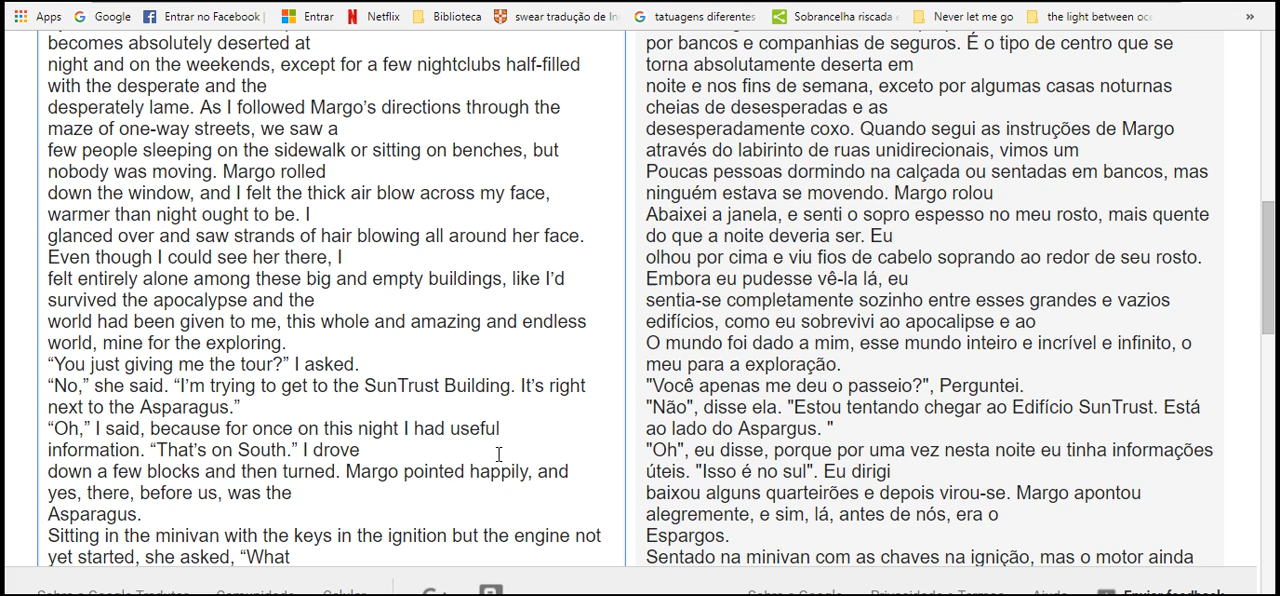 Apps Google Entrar no Facebook Entrar Netflix Biblioteca swear tradução de In tatuagens diferentes Sobrancelha riscada Never let me go the light between oce »
becomes absolutely deserted at
night and on the weekends, except for a few nightclubs half-filled
with the desperate and the
desperately lame. As I followed Margo’s directions through the
maze of one-way streets, we saw a
few people sleeping on the sidewalk or sitting on benches, but
nobody was moving. Margo rolled
down the window, and I felt the thick air blow across my face,
warmer than night ought to be. I
glanced over and saw strands of hair blowing all around her face.
Even though I could see her there, I
felt entirely alone among these big and empty buildings, like I’d
survived the apocalypse and the
world had been given to me, this whole and amazing and endless
world, mine for the exploring.
“You just giving me the tour?” I asked.
“No,” she said. “I’m trying to get to the SunTrust Building. It’s right
next to the Asparagus.”
“Oh,” I said, because for once on this night I had useful
information. “That’s on South.” I drove
down a few blocks and then turned. Margo pointed happily, and
yes, there, before us, was the
Asparagus.
Sitting in the minivan with the keys in the ignition but the engine not
yet started, she asked, “What
por bancos e companhias de seguros. É o tipo de centro que se
torna absolutamente deserta em
noite e nos fins de semana, exceto por algumas casas noturnas
cheias de desesperadas e as
desesperadamente coxo. Quando segui as instruções de Margo
através do labirinto de ruas unidirecionais, vimos um
Poucas pessoas dormindo na calçada ou sentadas em bancos, mas
ninguém estava se movendo. Margo rolou
Abaixei a janela, e senti o sopro espesso no meu rosto, mais quente
do que a noite deveria ser. Eu
olhou por cima e viu fios de cabelo soprando ao redor de seu rosto.
Embora eu pudesse vê-la lá, eu
sentia-se completamente sozinho entre esses grandes e vazios
edifícios, como eu sobrevivi ao apocalipse e ao
O mundo foi dado a mim, esse mundo inteiro e incrível e infinito, o
meu para a exploração.
"Você apenas me deu o passeio?", Perguntei.
"Não", disse ela. "Estou tentando chegar ao Edifício SunTrust. Está
ao lado do Aspargus. "
"Oh", eu disse, porque por uma vez nesta noite eu tinha informações
úteis. "Isso é no sul". Eu dirigi
baixou alguns quarteirões e depois virou-se. Margo apontou
alegremente, e sim, lá, antes de nós, era o
Espargos.
Sentado na minivan com as chaves na ignição, mas o motor ainda